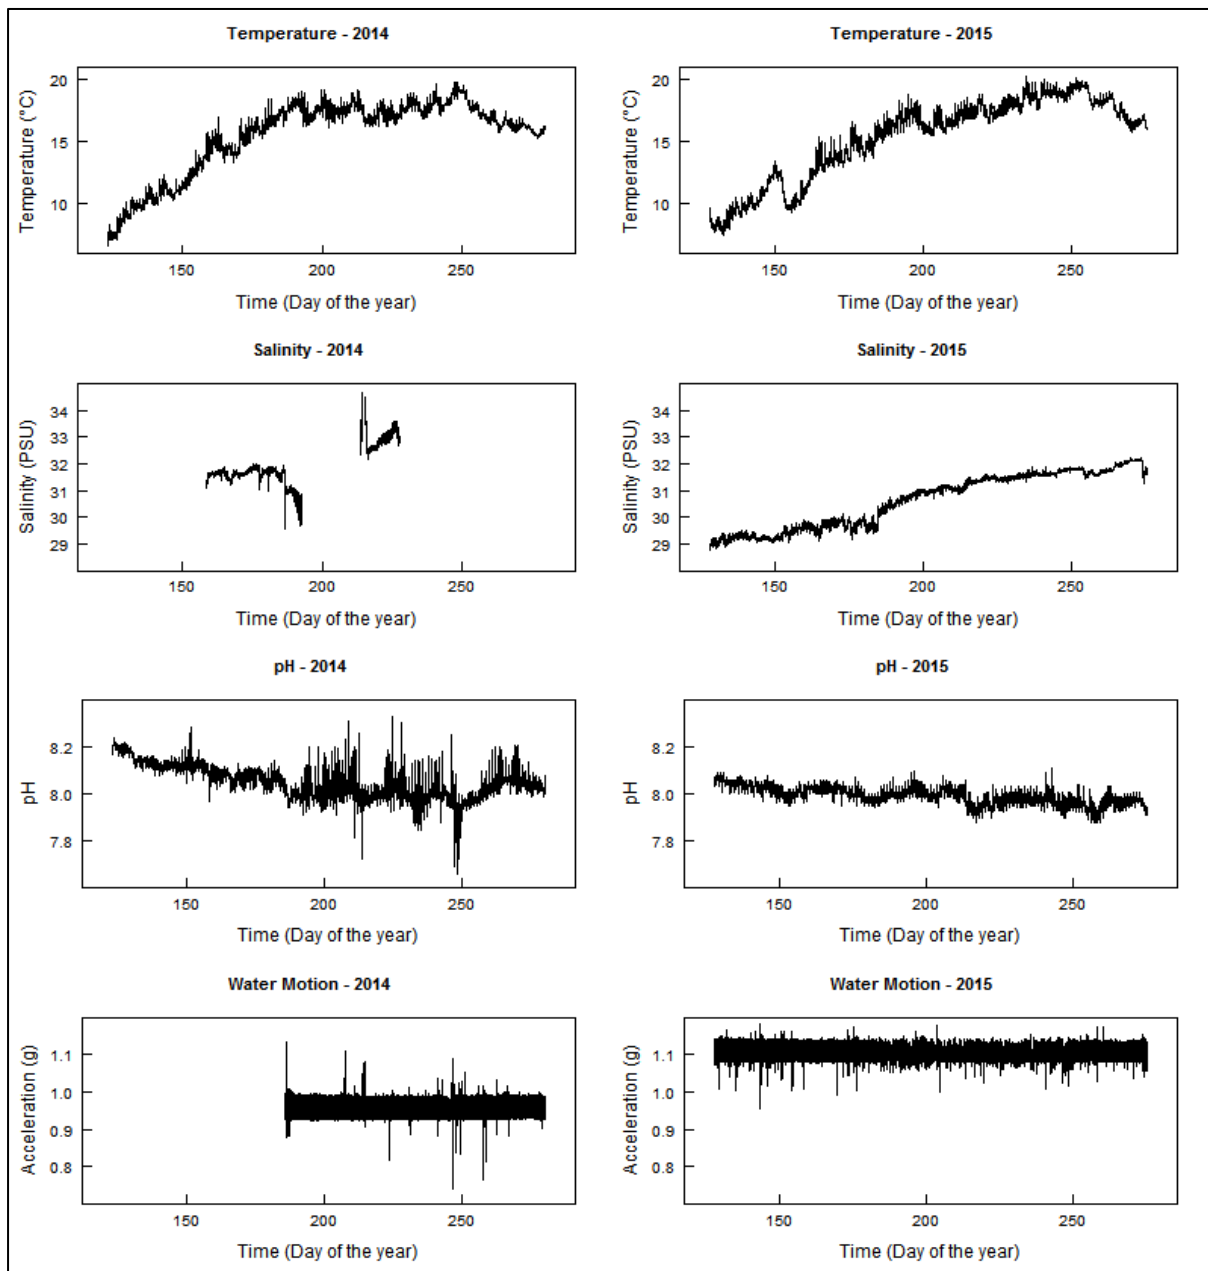 Temperature - 2014
Temperature (°C)
20
15
10
150 200 250
Time (Day of the year)
Temperature - 2015
Temperature (°C)
20
15
10
150 200 250
Time (Day of the year)
Salinity - 2014
Salinity (PSU)
34
33
32
31
30
29
150 200 250
Time (Day of the year)
Salinity - 2015
Salinity (PSU)
34
33
32
31
30
29
150 200 250
Time (Day of the year)
pH - 2014
pH
8.2
8.0
7.8
150 200 250
Time (Day of the year)
pH - 2015
pH
8.2
8.0
7.8
150 200 250
Time (Day of the year)
Water Motion - 2014
Acceleration (g)
1.1
1.0
0.9
0.8
150 200 250
Time (Day of the year)
Water Motion - 2015
Acceleration (g)
1.1
1.0
0.9
0.8
150 200 250
Time (Day of the year)